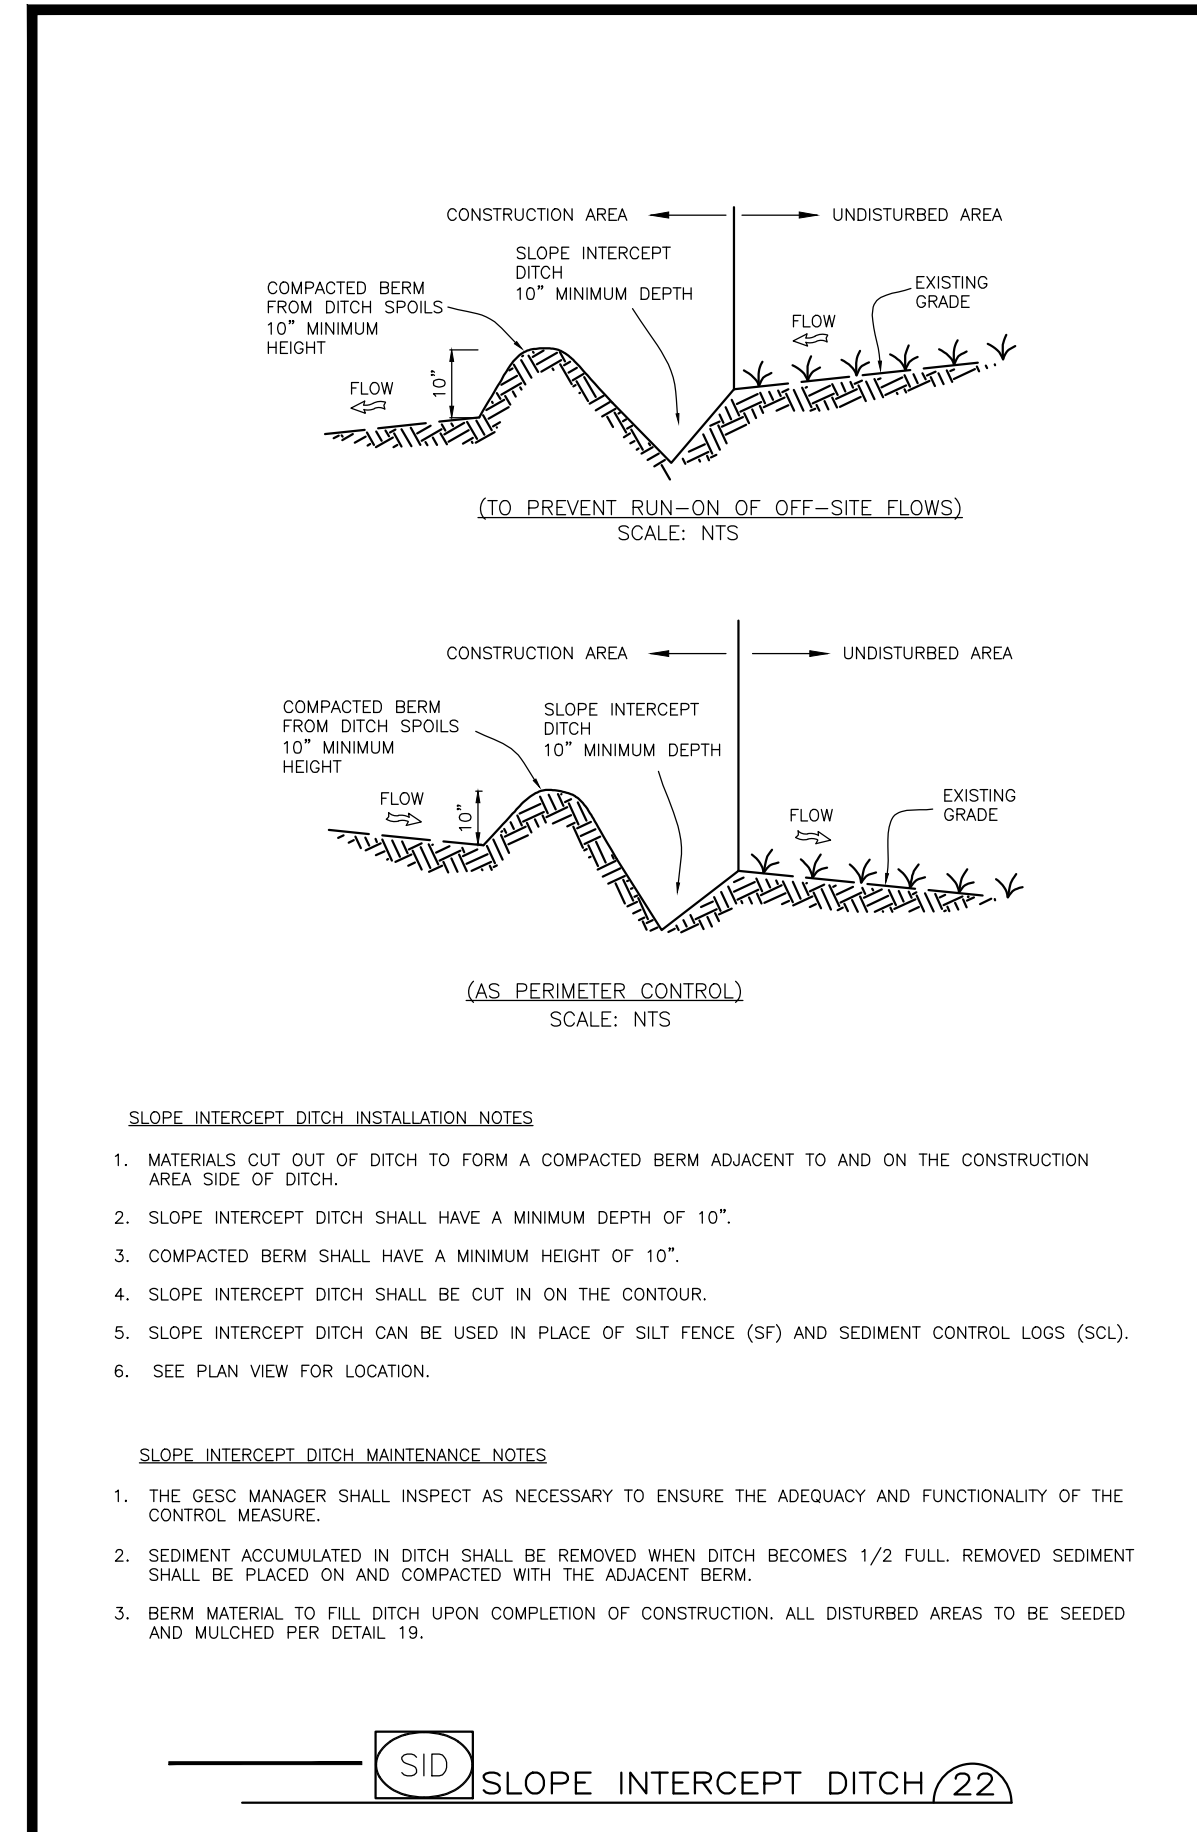 CONSTRUCTION AREA
UNDISTURBED AREA
SLOPE INTERCEPT
DITCH
10" MINIMUM DEPTH
COMPACTED BERM
FROM DITCH SPOILS
10" MINIMUM
HEIGHT
EXISTING
GRADE
FLOW
FLOW
10"
(TO PREVENT RUN-ON OF OFF-SITE FLOWS)
SCALE: NTS
CONSTRUCTION AREA
UNDISTURBED AREA
COMPACTED BERM
FROM DITCH SPOILS
10" MINIMUM
HEIGHT
SLOPE INTERCEPT
DITCH
10" MINIMUM DEPTH
FLOW
10"
FLOW
EXISTING
GRADE
(AS PERIMETER CONTROL)
SCALE: NTS
SLOPE INTERCEPT DITCH INSTALLATION NOTES
1. MATERIALS CUT OUT OF DITCH TO FORM A COMPACTED BERM ADJACENT TO AND ON THE CONSTRUCTION
AREA SIDE OF DITCH.
2. SLOPE INTERCEPT DITCH SHALL HAVE A MINIMUM DEPTH OF 10".
3. COMPACTED BERM SHALL HAVE A MINIMUM HEIGHT OF 10".
4. SLOPE INTERCEPT DITCH SHALL BE CUT IN ON THE CONTOUR.
5. SLOPE INTERCEPT DITCH CAN BE USED IN PLACE OF SILT FENCE (SF) AND SEDIMENT CONTROL LOGS (SCL).
6. SEE PLAN VIEW FOR LOCATION.
SLOPE INTERCEPT DITCH MAINTENANCE NOTES
1. THE GESC MANAGER SHALL INSPECT AS NECESSARY TO ENSURE THE ADEQUACY AND FUNCTIONALITY OF THE
CONTROL MEASURE.
2. SEDIMENT ACCUMULATED IN DITCH SHALL BE REMOVED WHEN DITCH BECOMES 1/2 FULL. REMOVED SEDIMENT
SHALL BE PLACED ON AND COMPACTED WITH THE ADJACENT BERM.
3. BERM MATERIAL TO FILL DITCH UPON COMPLETION OF CONSTRUCTION. ALL DISTURBED AREAS TO BE SEEDED
AND MULCHED PER DETAIL 19.
SID
SLOPE INTERCEPT DITCH 22